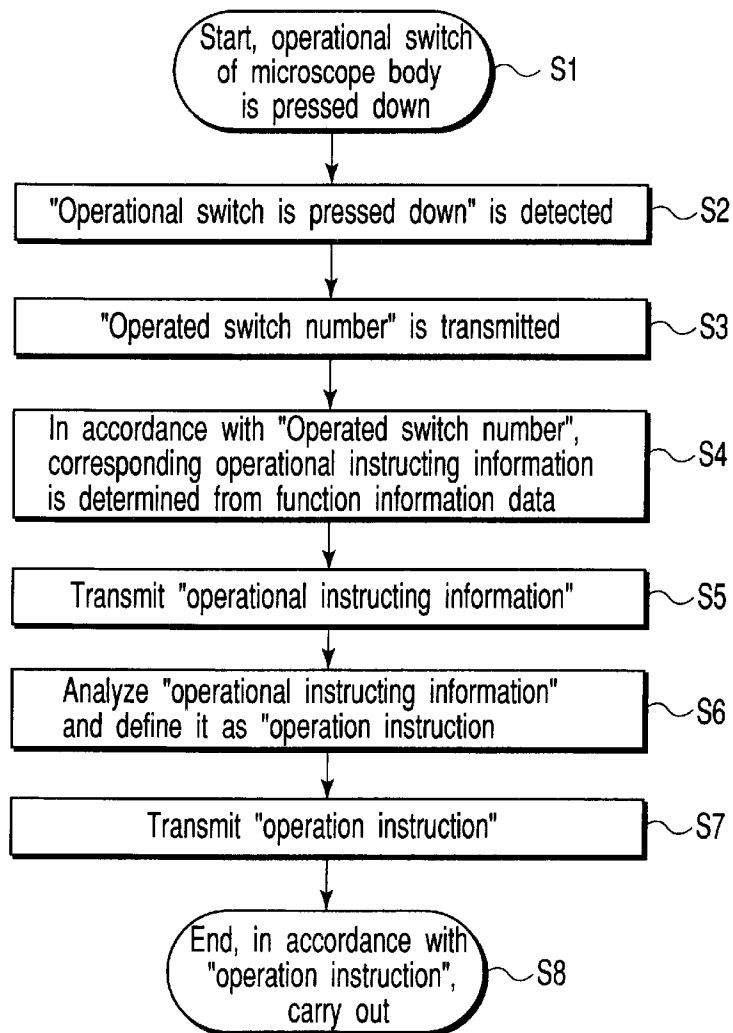 Start, operational switch
of microscope body
is pressed down
S1
"Operational switch is pressed down" is detected
S2
"Operated switch number" is transmitted
S3
In accordance with "Operated switch number",
corresponding operational instructing information
is determined from function information data
S4
Transmit "operational instructing information"
S5
Analyze "operational instructing information"
and define it as "operation instruction
S6
Transmit "operation instruction"
S7
End, in accordance with
"operation instruction",
carry out
S8